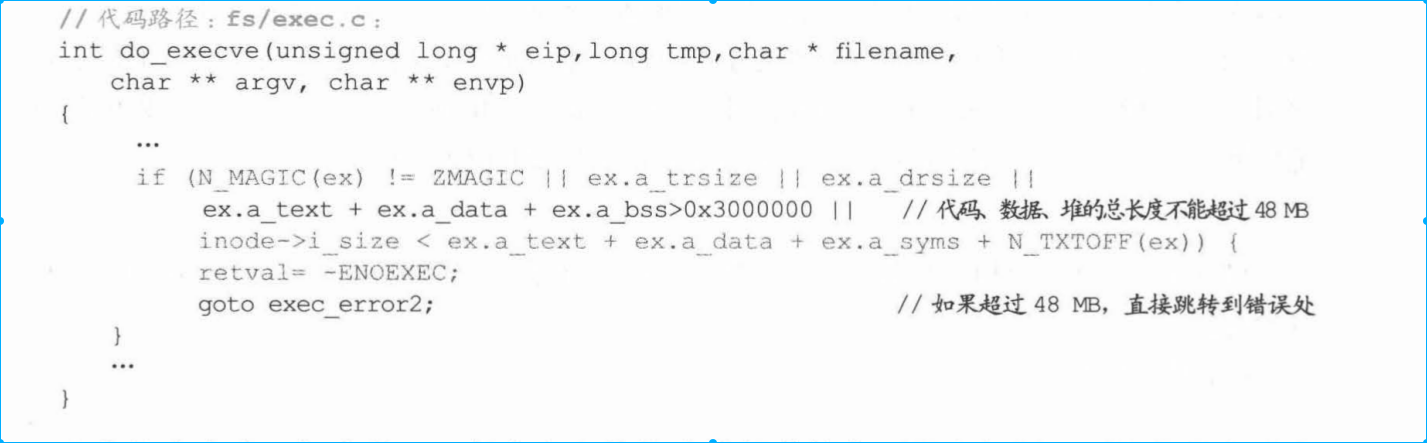 // 代码路径：fs/exec.c：
int do_execve(unsigned long * eip,long tmp,char * filename,
char ** argv, char ** envp)
{
…
if (N_MAGIC(ex) != ZMAGIC || ex.a_trsize || ex.a_drsize ||
ex.a_text + ex.a_data + ex.a_bss>0x3000000 || // 代码、数据、堆的总长度不能超过 48 MB
inode->i_size < ex.a_text + ex.a_data + ex.a_syms + N_TXTOFF(ex)) {
retval= -ENOEXEC;
goto exec_error2; // 如果超过 48 MB，直接跳转到错误处
}
…
}